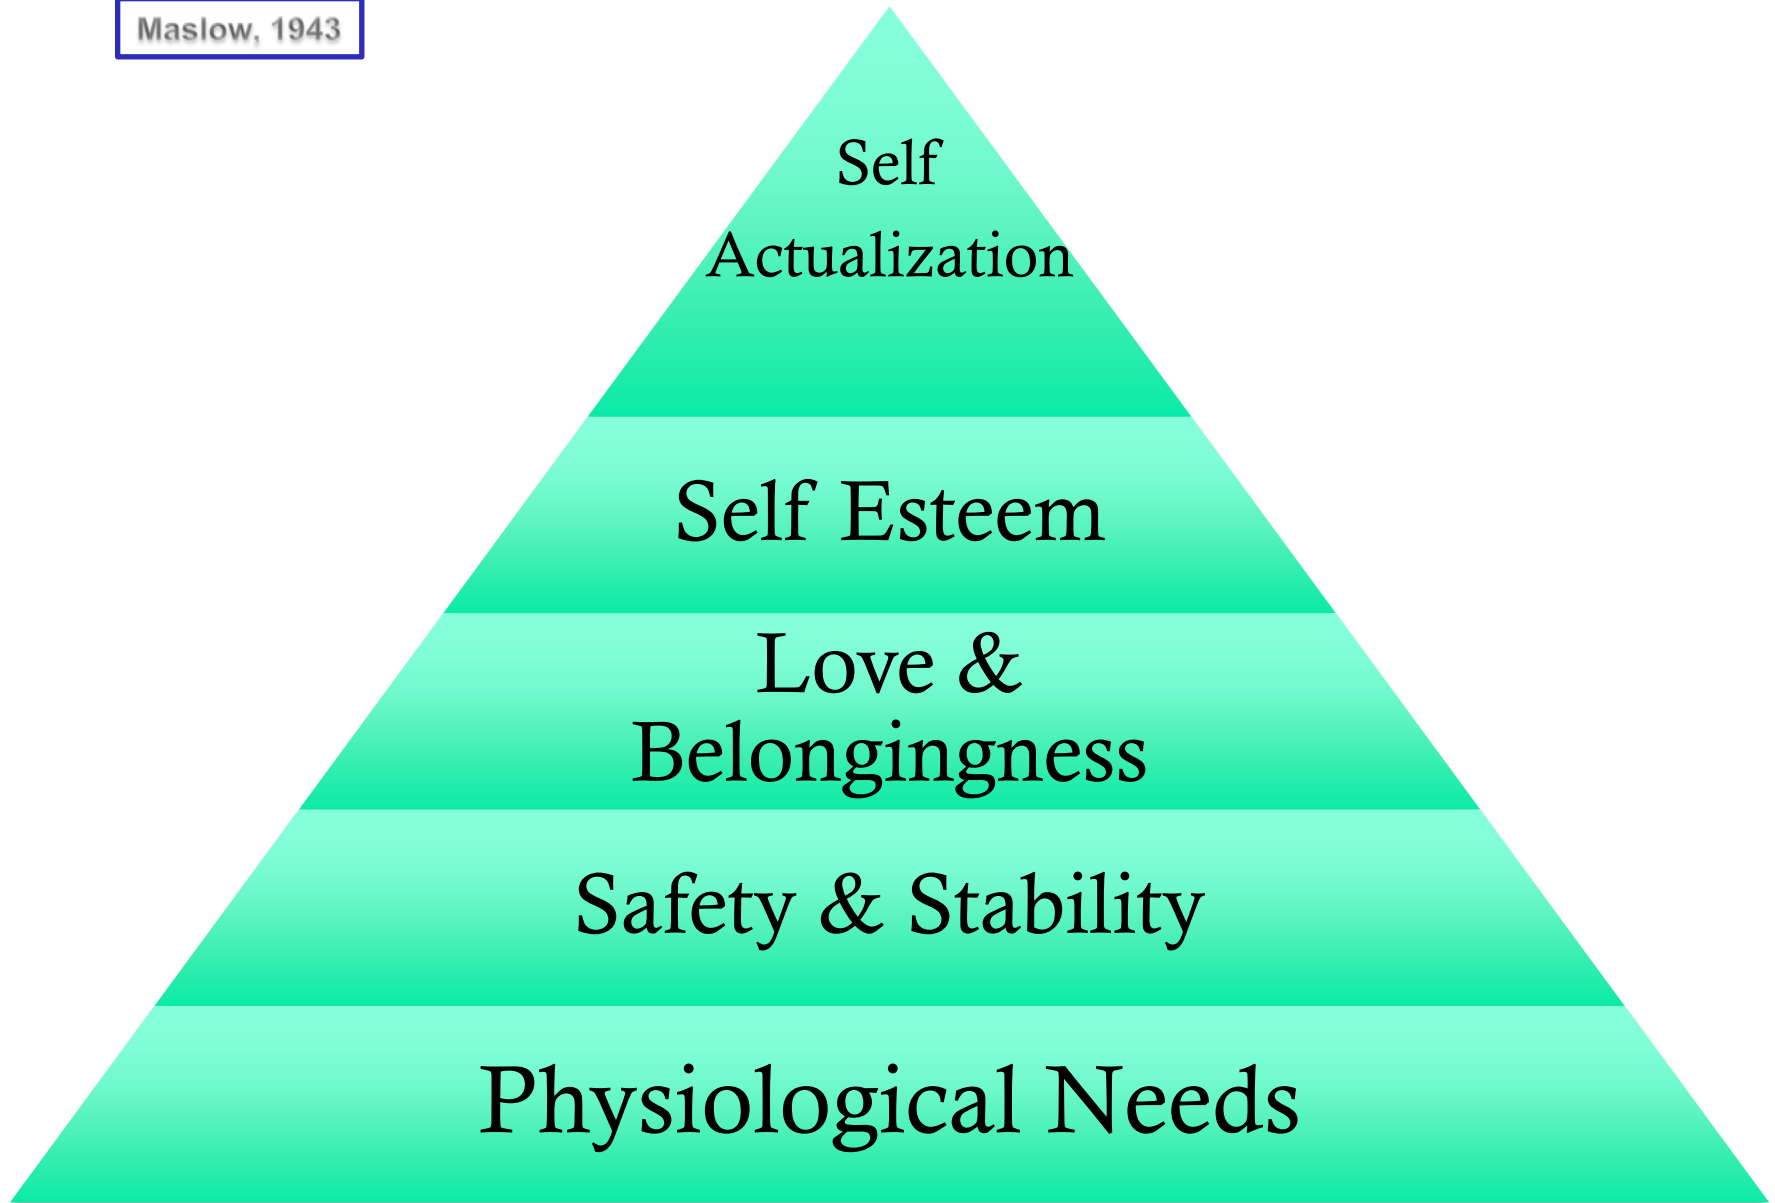 Maslow, 1943
Self
Actualization
Self Esteem
Love &
Belongingness
Safety & Stability
Physiological Needs